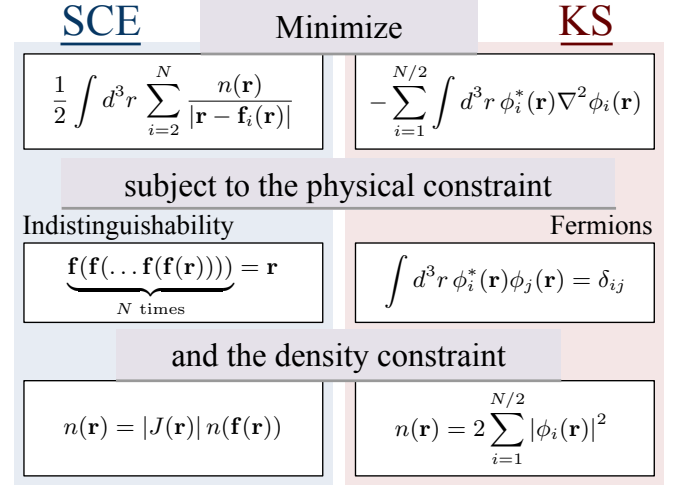 SCE Minimize KS
$\frac{1}{2} \int d^3r \sum_{i=2}^{N} \frac{n(\mathbf{r})}{|\mathbf{r} - \mathbf{f}_i(\mathbf{r})|}$
$-\sum_{i=1}^{N/2} \int d^3r \, \phi_i^*(\mathbf{r}) \nabla^2 \phi_i(\mathbf{r})$
subject to the physical constraint
Indistinguishability Fermions
$\underbrace{\mathbf{f}(\mathbf{f}(\ldots \mathbf{f}(\mathbf{f}(\mathbf{r}))))}_{N \text{ times}} = \mathbf{r}$
$\int d^3r \, \phi_i^*(\mathbf{r}) \phi_j(\mathbf{r}) = \delta_{ij}$
and the density constraint
$n(\mathbf{r}) = |J(\mathbf{r})| \, n(\mathbf{f}(\mathbf{r}))$
$n(\mathbf{r}) = 2 \sum_{i=1}^{N/2} |\phi_i(\mathbf{r})|^2$